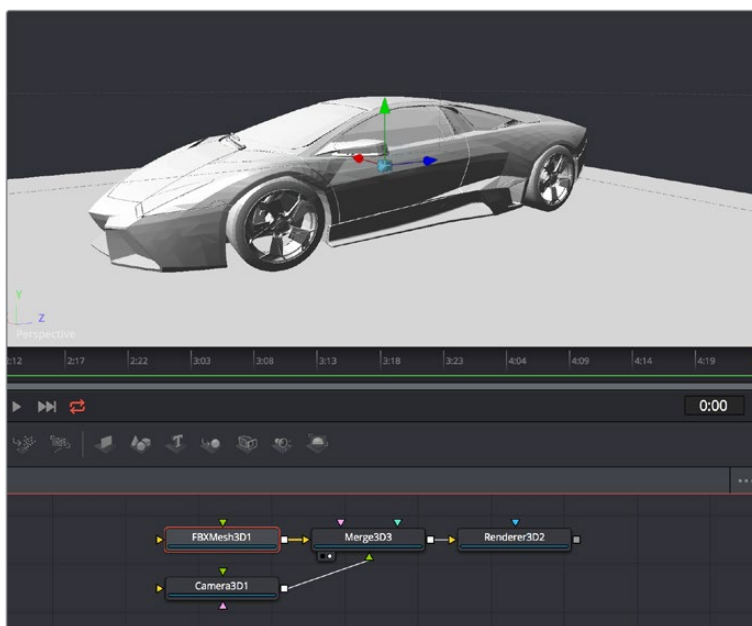 Y
Z
Perspective
2:12 2:17 2:22 3:03 3:08 3:13 3:18 3:23 4:04 4:09 4:14 4:19
0:00
T
FBXMesh3D1 Merge3D3 Renderer3D2
Camera3D1